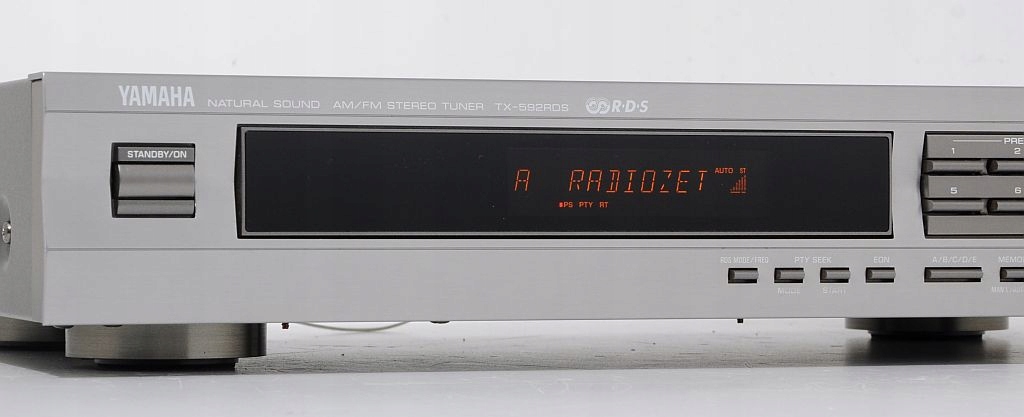 YAMAHA NATURAL SOUND AM/FM STEREO TUNER TX-592RDS R·D·S
STANDBY/ON
A RADIOZET AUTO ST
PS PTY RT
1 2
5 6
RDS MODE/FREQ PTY SEEK EON A/B/C/D/E
MODE START